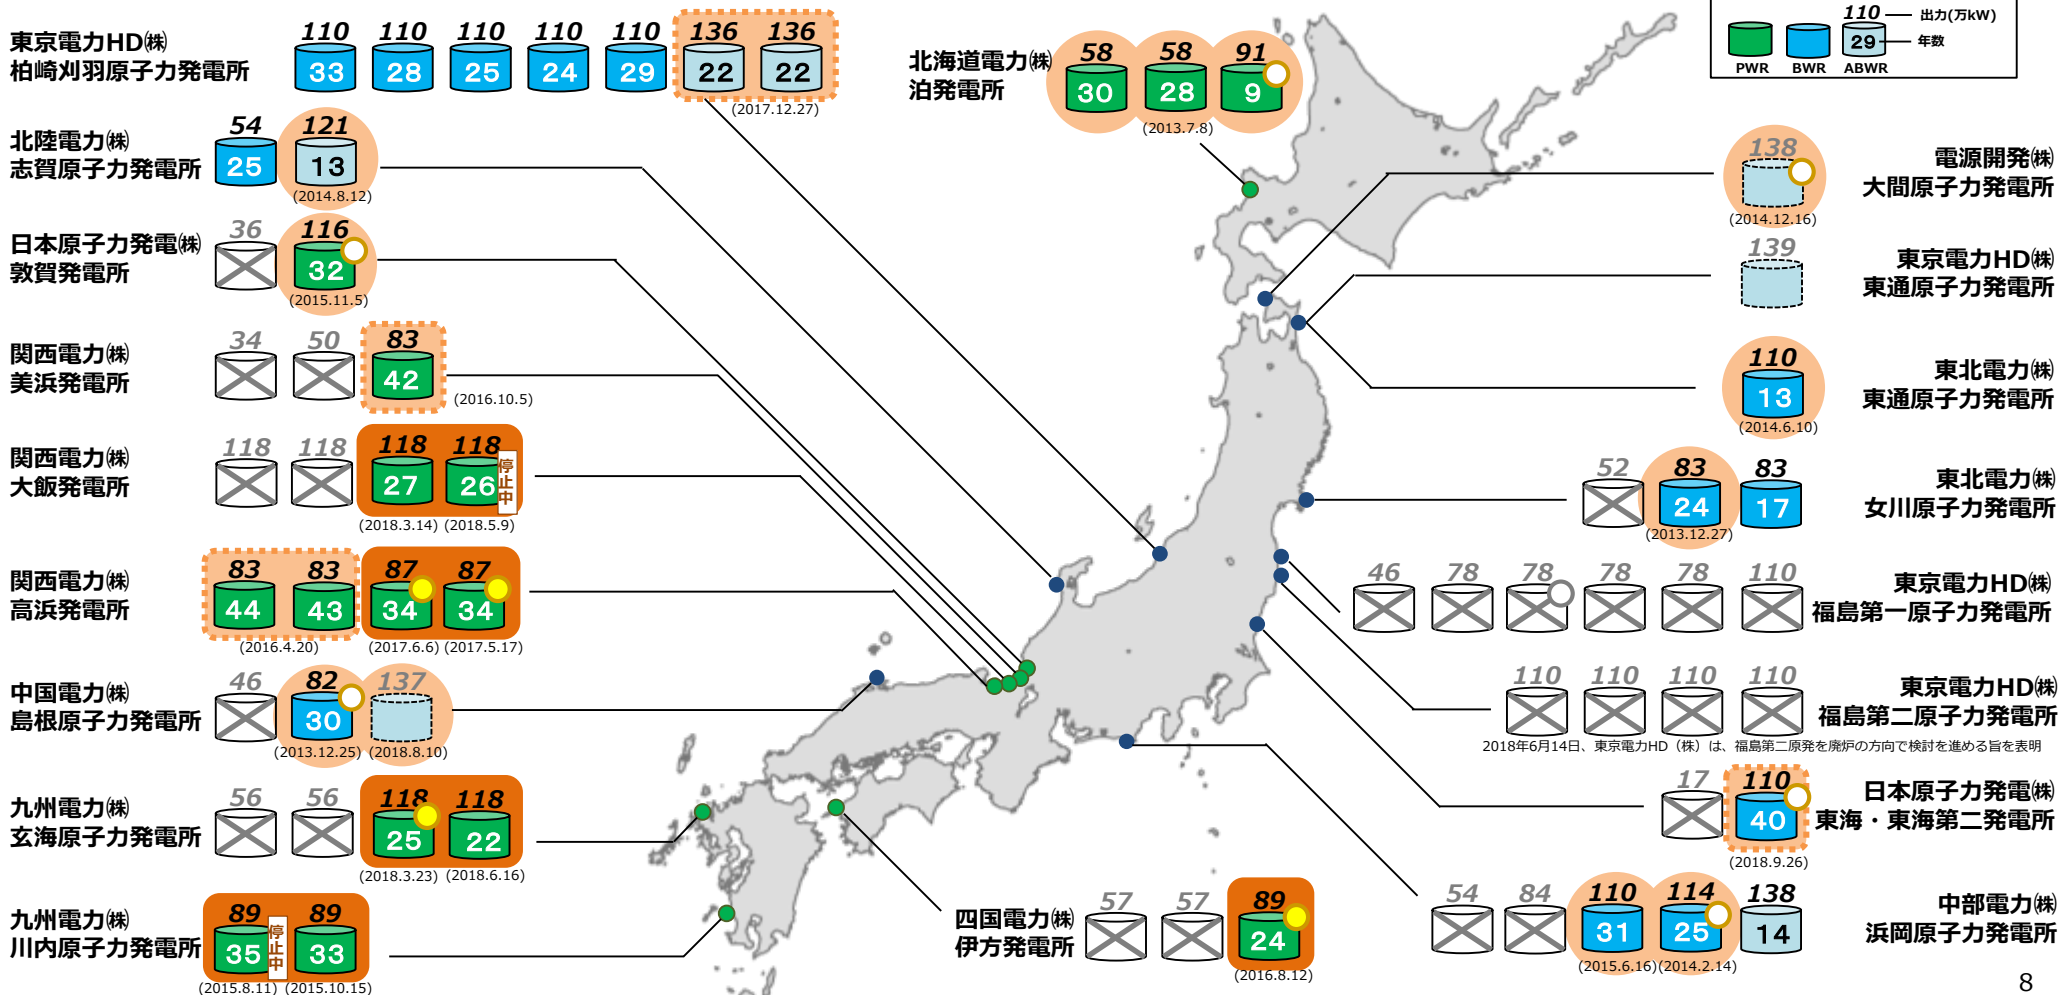 東京電力HD㈱
柏崎刈羽原子力発電所
110 110 110 110 110 136 136
33 28 25 24 29 22 22
(2017.12.27)
北陸電力㈱
志賀原子力発電所
54 121
25 13
(2014.8.12)
日本原子力発電㈱
敦賀発電所
36 116
32
(2015.11.5)
関西電力㈱
美浜発電所
34 50 83
42
(2016.10.5)
関西電力㈱
大飯発電所
118 118 118 118
27 26
停止中
(2018.3.14) (2018.5.9)
関西電力㈱
高浜発電所
83 83 87 87
44 43 34 34
(2016.4.20) (2017.6.6) (2017.5.17)
中国電力㈱
島根原子力発電所
46 82 137
30
(2013.12.25) (2018.8.10)
九州電力㈱
玄海原子力発電所
56 56 118 118
25 22
(2018.3.23) (2018.6.16)
九州電力㈱
川内原子力発電所
89 89
35 33
停止中
(2015.8.11) (2015.10.15)
北海道電力㈱
泊発電所
58 58 91
30 28 9
(2013.7.8)
110 出力(万kW)
29 年数
PWR BWR ABWR
138
電源開発㈱
大間原子力発電所
(2014.12.16)
139
東京電力HD㈱
東通原子力発電所
110
13
東北電力㈱
東通原子力発電所
(2014.6.10)
52 83 83
24 17
東北電力㈱
女川原子力発電所
(2013.12.27)
46 78 78 78 78 110
東京電力HD㈱
福島第一原子力発電所
110 110 110 110
東京電力HD㈱
福島第二原子力発電所
2018年6月14日、東京電力HD（株）は、福島第二原発を廃炉の方向で検討を進める旨を表明
17 110
40
日本原子力発電㈱
東海・東海第二発電所
(2018.9.26)
54 84 110 114 138
31 25 14
中部電力㈱
浜岡原子力発電所
(2015.6.16) (2014.2.14)
四国電力㈱
伊方発電所
57 57 89
24
(2016.8.12)
8